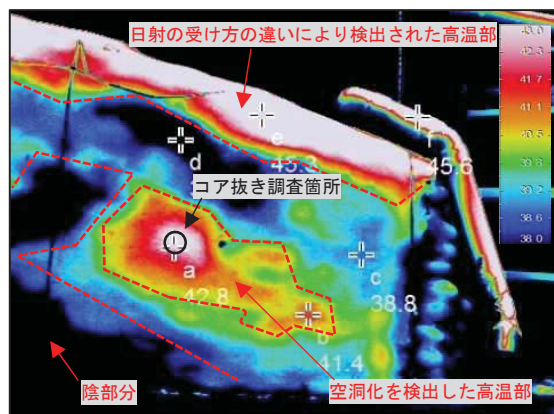 日射の受け方の違いにより検出された高温部
43.0
42.3
41.7
41.1
40.5
39.8
39.2
38.6
38.0
e
45.3
f
45.6
d
コア抜き調査箇所
a
42.8
c
38.8
b
41.4
陰部分
空洞化を検出した高温部